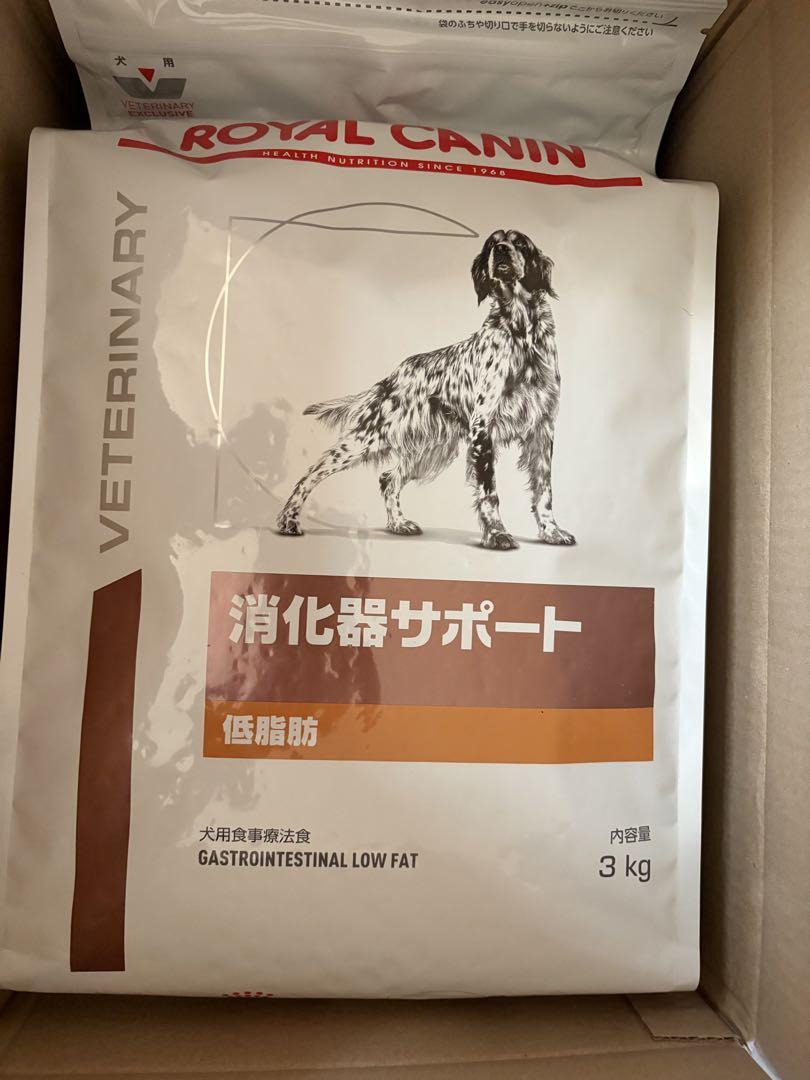 袋のふちや切り口で手を切らないようにご注意ください
犬用
VETERINARY
EXCLUSIVE
ROYAL CANIN
HEALTH NUTRITION SINCE 1968
VETERINARY
消化器サポート
低脂肪
犬用食事療法食
GASTROINTESTINAL LOW FAT
内容量
3 kg